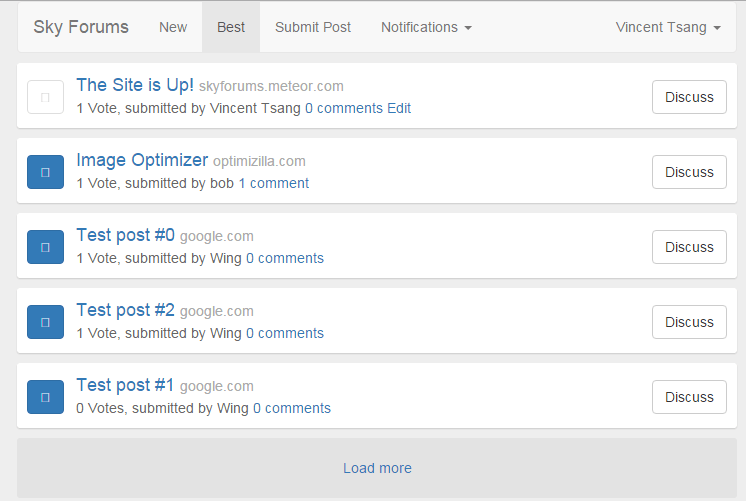 Sky Forums New Best Submit Post Notifications Vincent Tsang
The Site is Up! skyforums.meteor.com
1 Vote, submitted by Vincent Tsang 0 comments Edit
Discuss
Image Optimizer optimizilla.com
1 Vote, submitted by bob 1 comment
Discuss
Test post #0 google.com
1 Vote, submitted by Wing 0 comments
Discuss
Test post #2 google.com
1 Vote, submitted by Wing 0 comments
Discuss
Test post #1 google.com
0 Votes, submitted by Wing 0 comments
Discuss
Load more